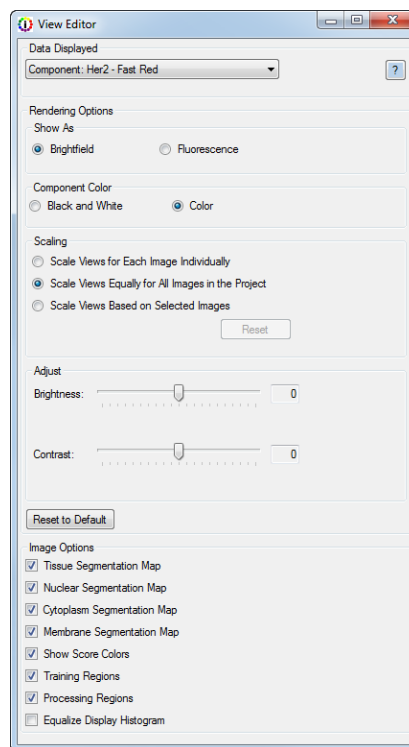 View Editor
Data Displayed
Component: Her2 - Fast Red
?
Rendering Options
Show As
Brightfield Fluorescence
Component Color
Black and White Color
Scaling
Scale Views for Each Image Individually
Scale Views Equally for All Images in the Project
Scale Views Based on Selected Images
Reset
Adjust
Brightness: 0
Contrast: 0
Reset to Default
Image Options
Tissue Segmentation Map
Nuclear Segmentation Map
Cytoplasm Segmentation Map
Membrane Segmentation Map
Show Score Colors
Training Regions
Processing Regions
Equalize Display Histogram